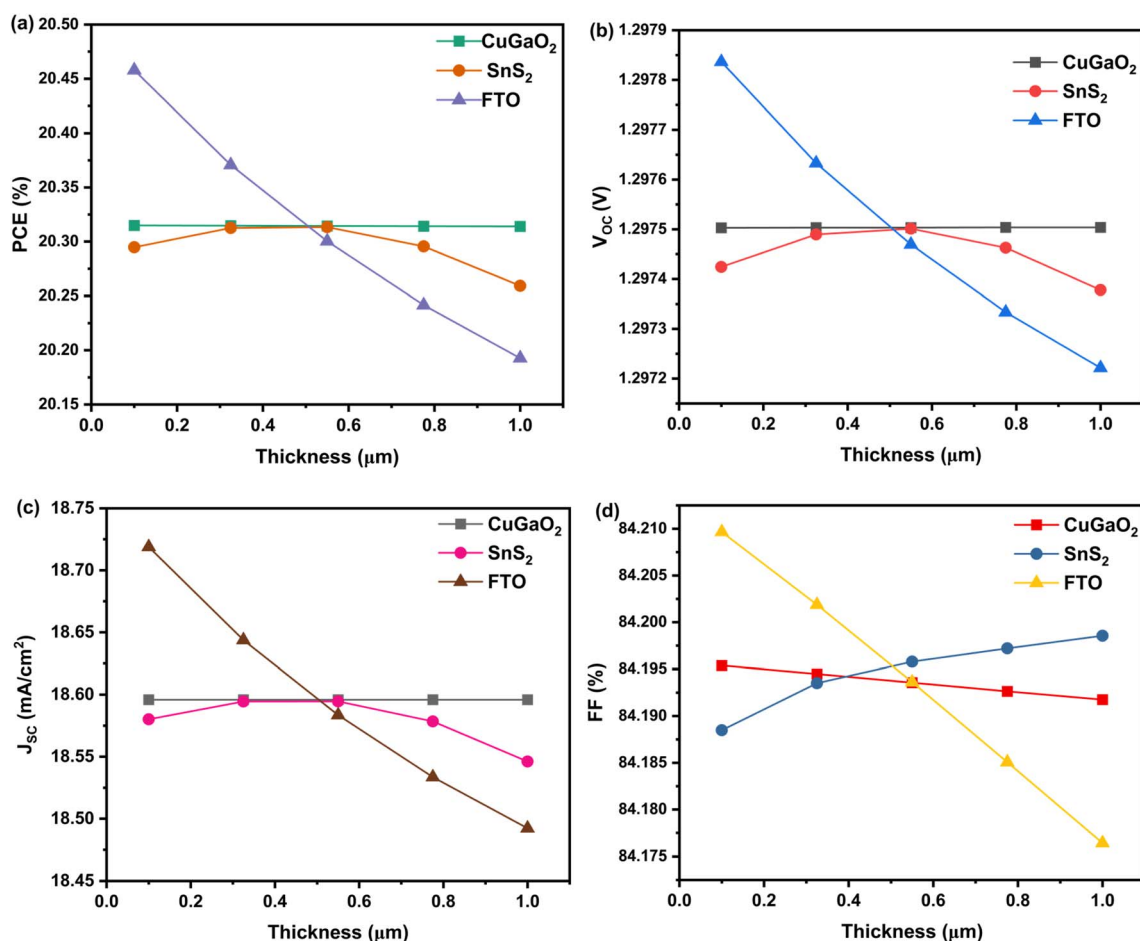 (a)
20.50
20.45
20.40
20.35
20.30
20.25
20.20
20.15
PCE (%)
CuGaO₂
SnS₂
FTO
0.0 0.2 0.4 0.6 0.8 1.0
Thickness (μm)
(b)
1.2979
1.2978
1.2977
1.2976
1.2975
1.2974
1.2973
1.2972
V_OC (V)
CuGaO₂
SnS₂
FTO
0.0 0.2 0.4 0.6 0.8 1.0
Thickness (μm)
(c)
18.75
18.70
18.65
18.60
18.55
18.50
18.45
J_SC (mA/cm²)
CuGaO₂
SnS₂
FTO
0.0 0.2 0.4 0.6 0.8 1.0
Thickness (μm)
(d)
84.210
84.205
84.200
84.195
84.190
84.185
84.180
84.175
FF (%)
CuGaO₂
SnS₂
FTO
0.0 0.2 0.4 0.6 0.8 1.0
Thickness (μm)